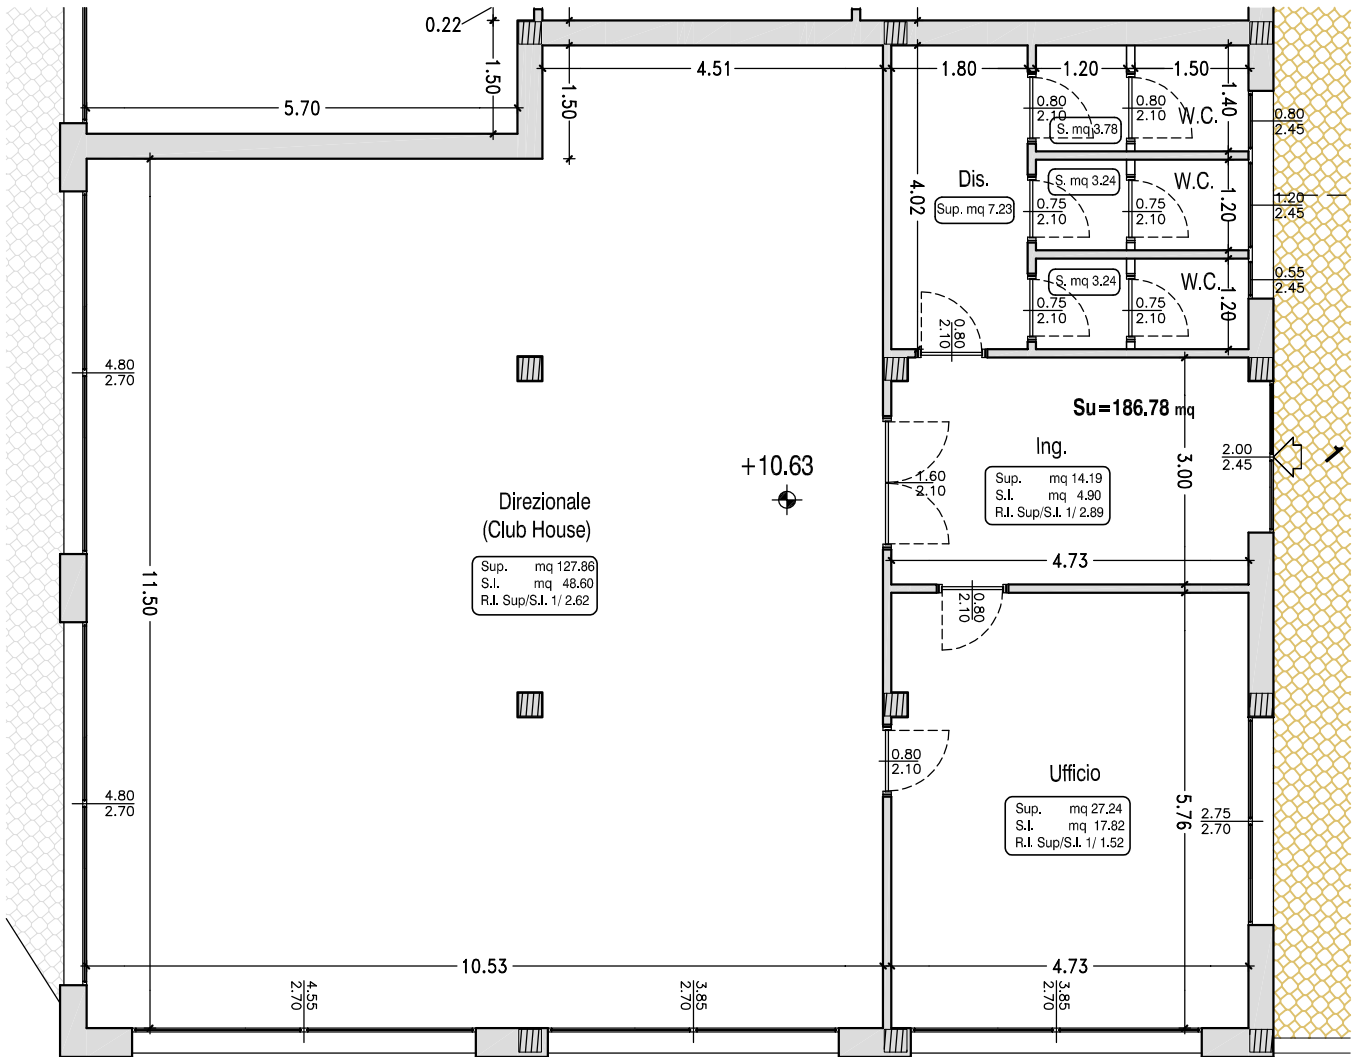 0.22
1.50
5.70
1.50
4.51
1.80
1.20
1.50
0.80
2.10
0.80
2.10
W.C.
1.40
0.80
2.45
S. mq 3.78
Dis.
Sup. mq 7.23
4.02
S. mq 3.24
0.75
2.10
0.75
2.10
W.C.
1.20
1.20
2.45
S. mq 3.24
0.75
2.10
0.75
2.10
W.C.
1.20
0.55
2.45
0.80
2.10
4.80
2.70
Su=186.78 mq
Ing.
Sup. mq 14.19
S.I. mq 4.90
R.I. Sup/S.I. 1/ 2.89
3.00
2.00
2.45
1
+10.63
1.60
2.10
Direzionale
(Club House)
Sup. mq 127.86
S.I. mq 48.60
R.I. Sup/S.I. 1/ 2.62
11.50
4.73
0.80
2.10
0.80
2.10
Ufficio
Sup. mq 27.24
S.I. mq 17.82
R.I. Sup/S.I. 1/ 1.52
5.76
2.75
2.70
4.80
2.70
10.53
4.73
4.55
2.70
3.85
2.70
3.85
2.70